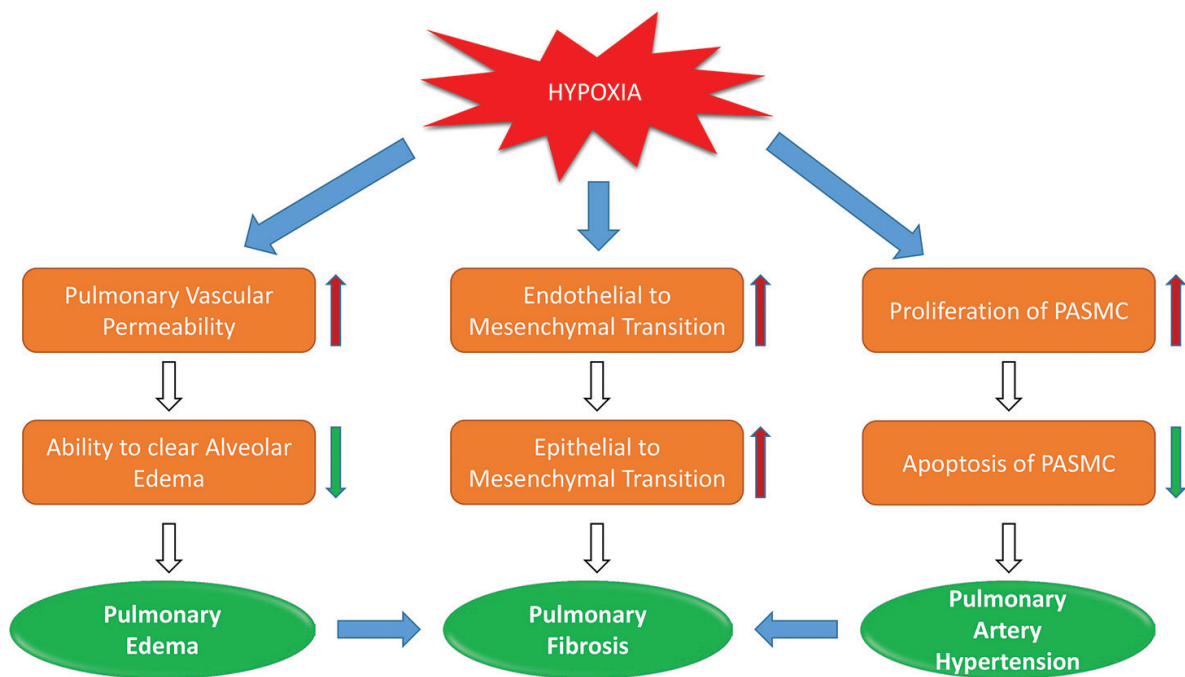 HYPOXIA
Pulmonary Vascular
Permeability
Endothelial to
Mesenchymal Transition
Proliferation of PASMC
Ability to clear Alveolar
Edema
Epithelial to
Mesenchymal Transition
Apoptosis of PASMC
Pulmonary
Edema
Pulmonary
Fibrosis
Pulmonary
Artery
Hypertension